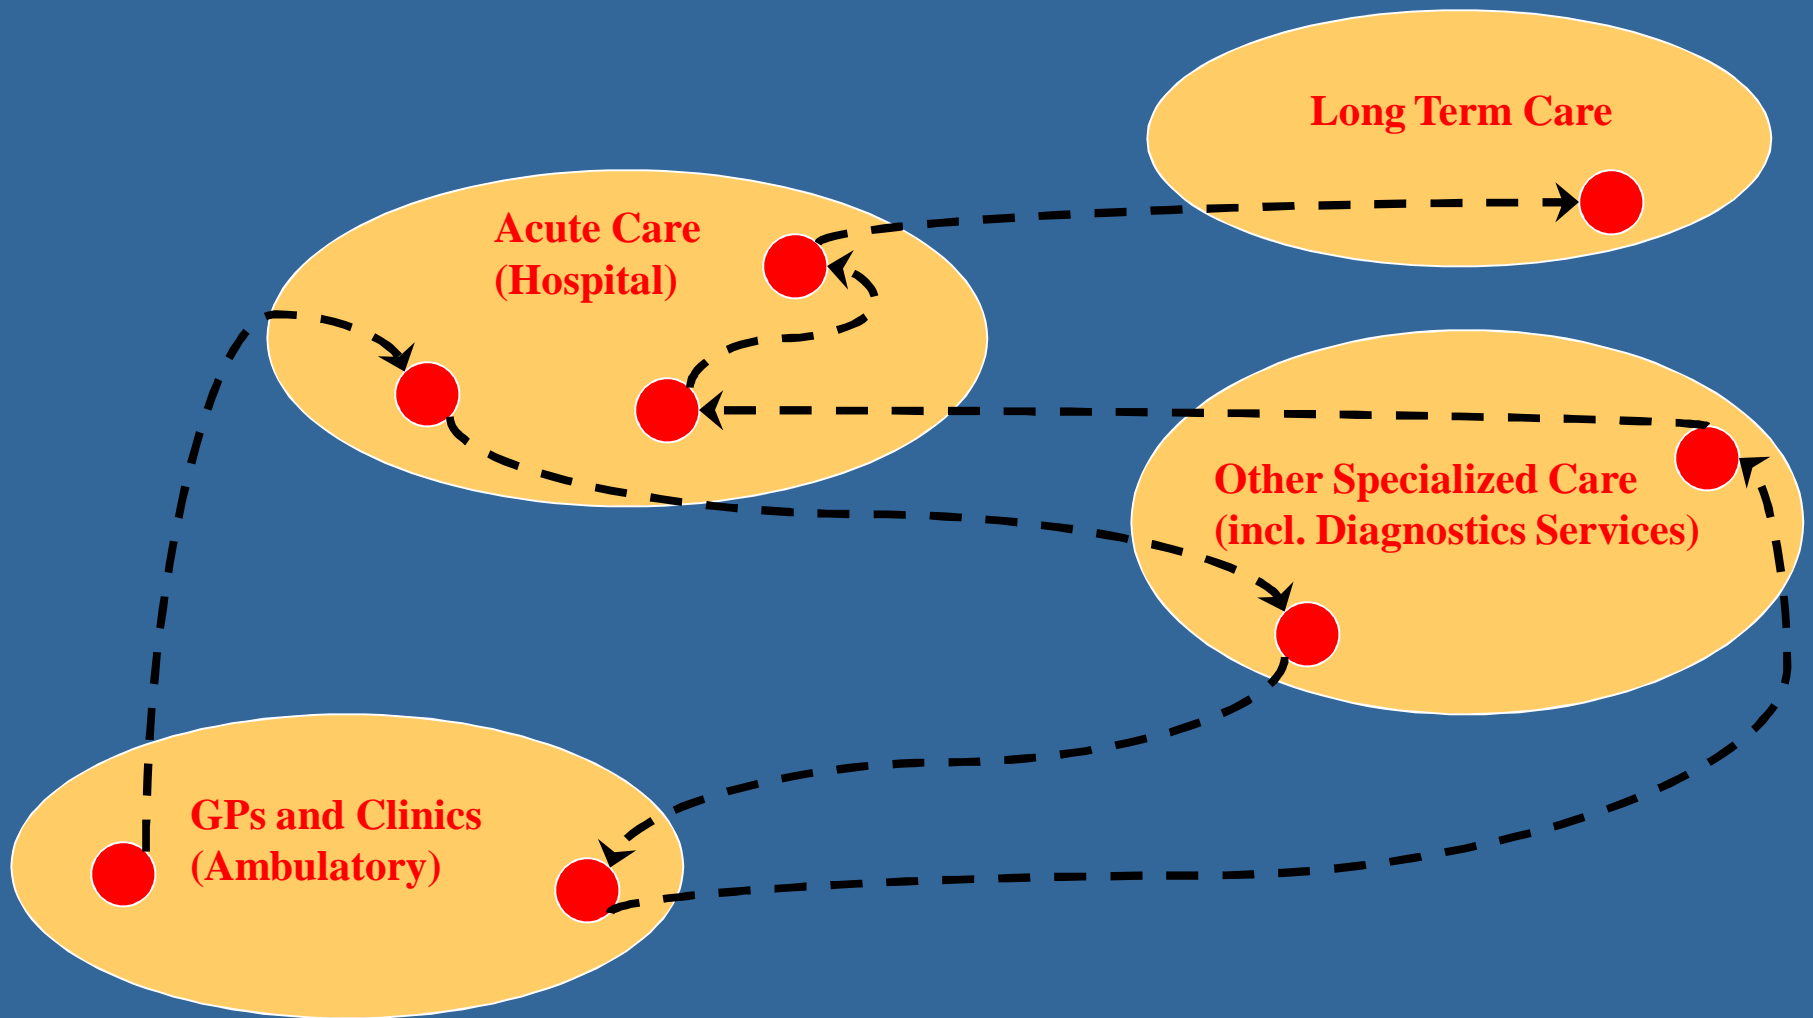 Long Term Care
Acute Care
(Hospital)
Other Specialized Care
(incl. Diagnostics Services)
GPs and Clinics
(Ambulatory)